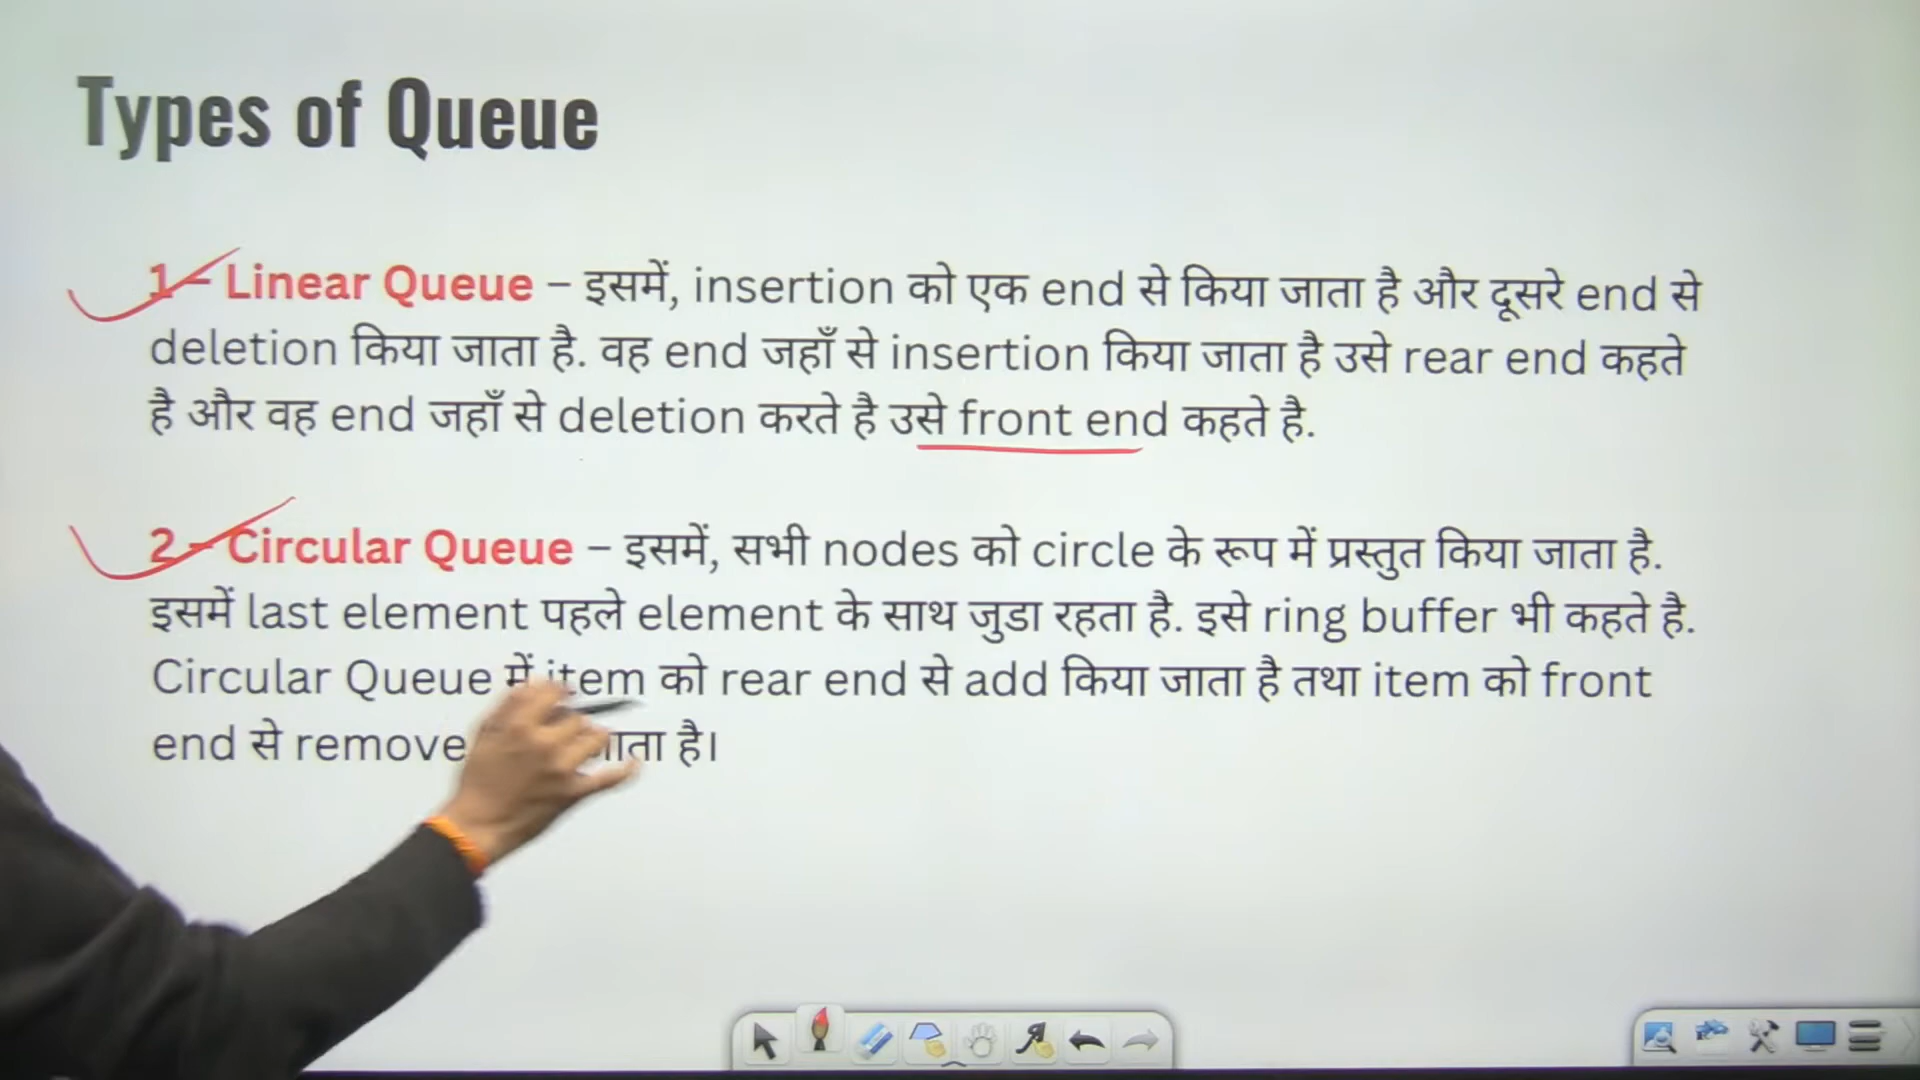 Types of Queue
1 – Linear Queue – इसमें, insertion को एक end से किया जाता है और दूसरे end से
deletion किया जाता है. वह end जहाँ से insertion किया जाता है उसे rear end कहते
है और वह end जहाँ से deletion करते है उसे front end कहते है.
2 – Circular Queue – इसमें, सभी nodes को circle के रूप में प्रस्तुत किया जाता है.
इसमें last element पहले element के साथ जुडा रहता है. इसे ring buffer भी कहते है.
Circular Queue में item को rear end से add किया जाता है तथा item को front
end से remove है।